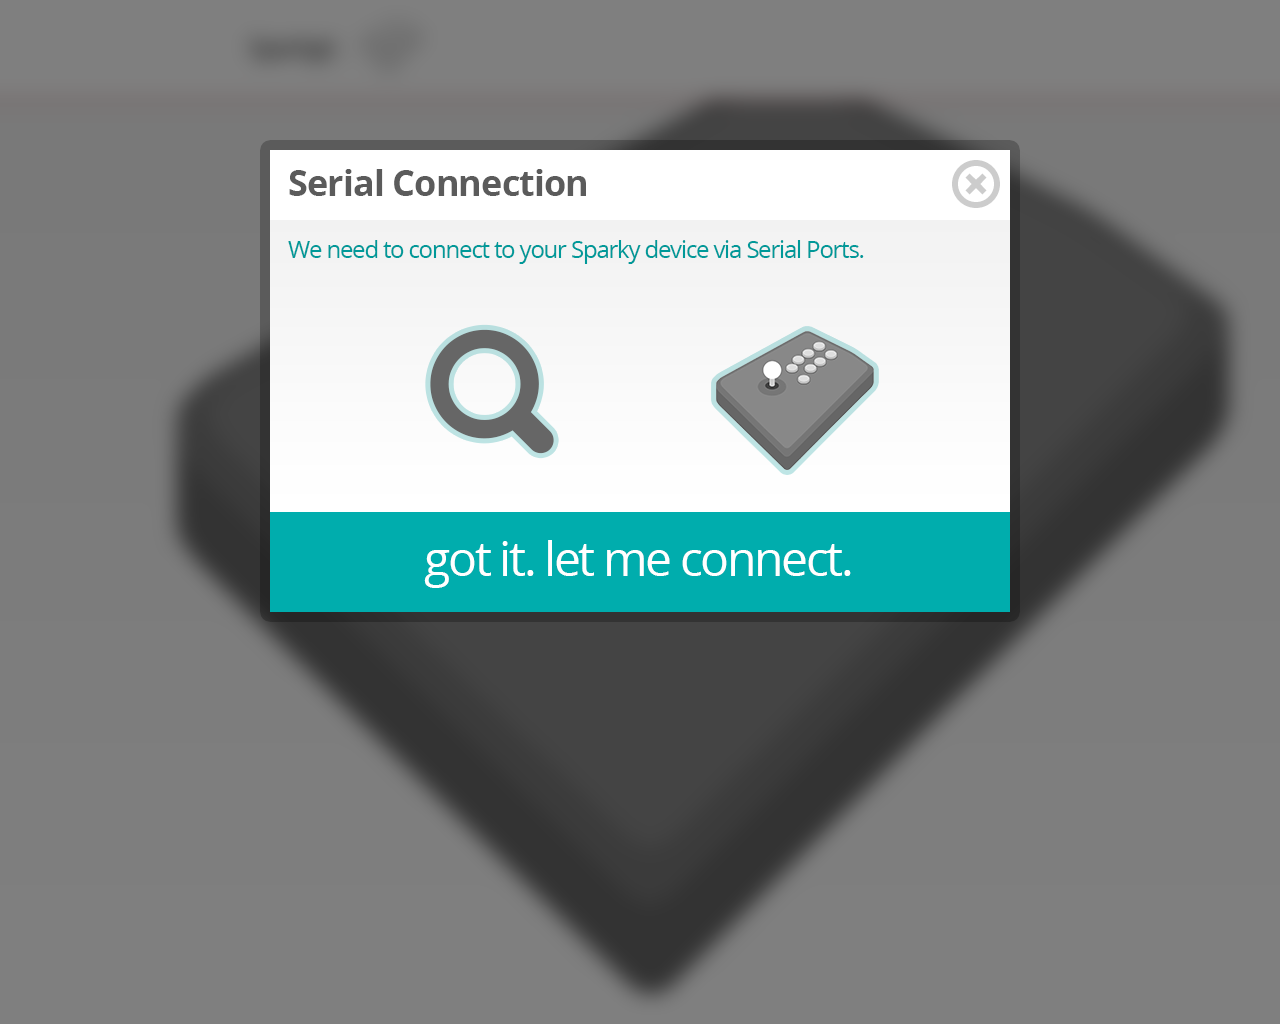 Serial Connection
We need to connect to your Sparky device via Serial Ports.
got it. let me connect.